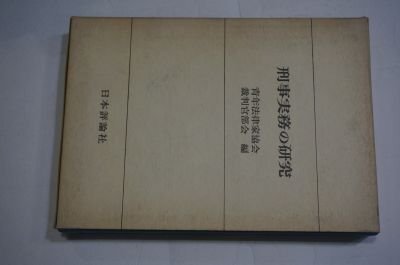 刑事実務の研究
青年法律家協会
裁判官部会 編
日本評論社